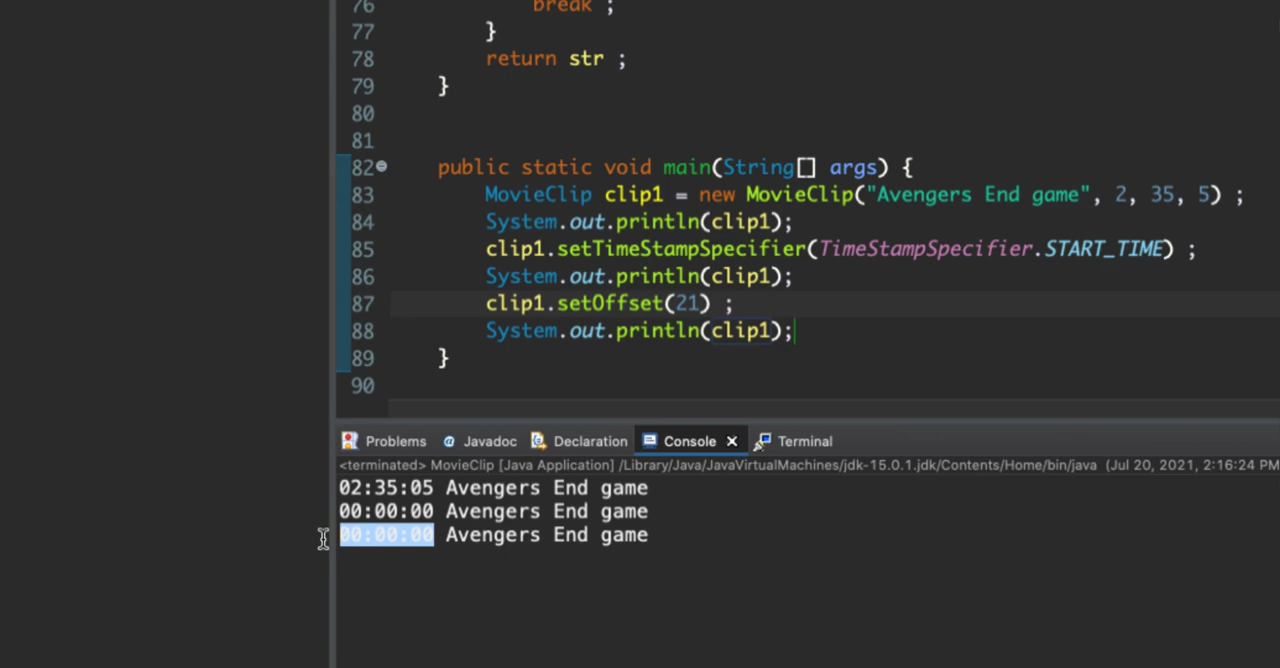 76 break ;
77 }
78 return str ;
79 }
80
81
82 public static void main(String[] args) {
83 MovieClip clip1 = new MovieClip("Avengers End game", 2, 35, 5) ;
84 System.out.println(clip1);
85 clip1.setTimeStampSpecifier(TimeStampSpecifier.START_TIME) ;
86 System.out.println(clip1);
87 clip1.setOffset(21) ;
88 System.out.println(clip1);
89 }
90
Problems @ Javadoc Declaration Console Terminal
<terminated> MovieClip [Java Application] /Library/Java/JavaVirtualMachines/jdk-15.0.1.jdk/Contents/Home/bin/java (Jul 20, 2021, 2:16:24 PM
02:35:05 Avengers End game
00:00:00 Avengers End game
00:00:00 Avengers End game